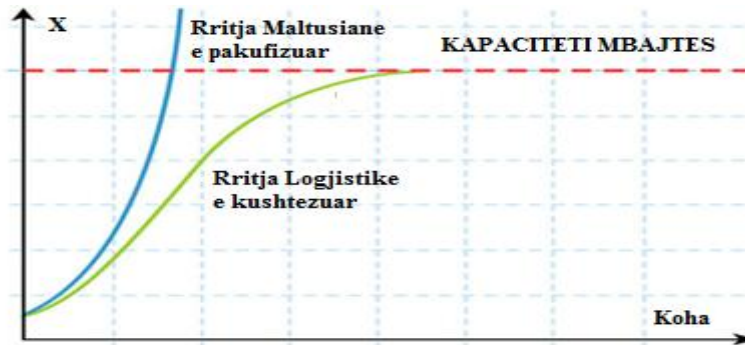 X
Rritja Maltusiane
e pakufizuar
KAPACITETI MBAJTES
Rritja Logjistike
e kushtezuar
Koha